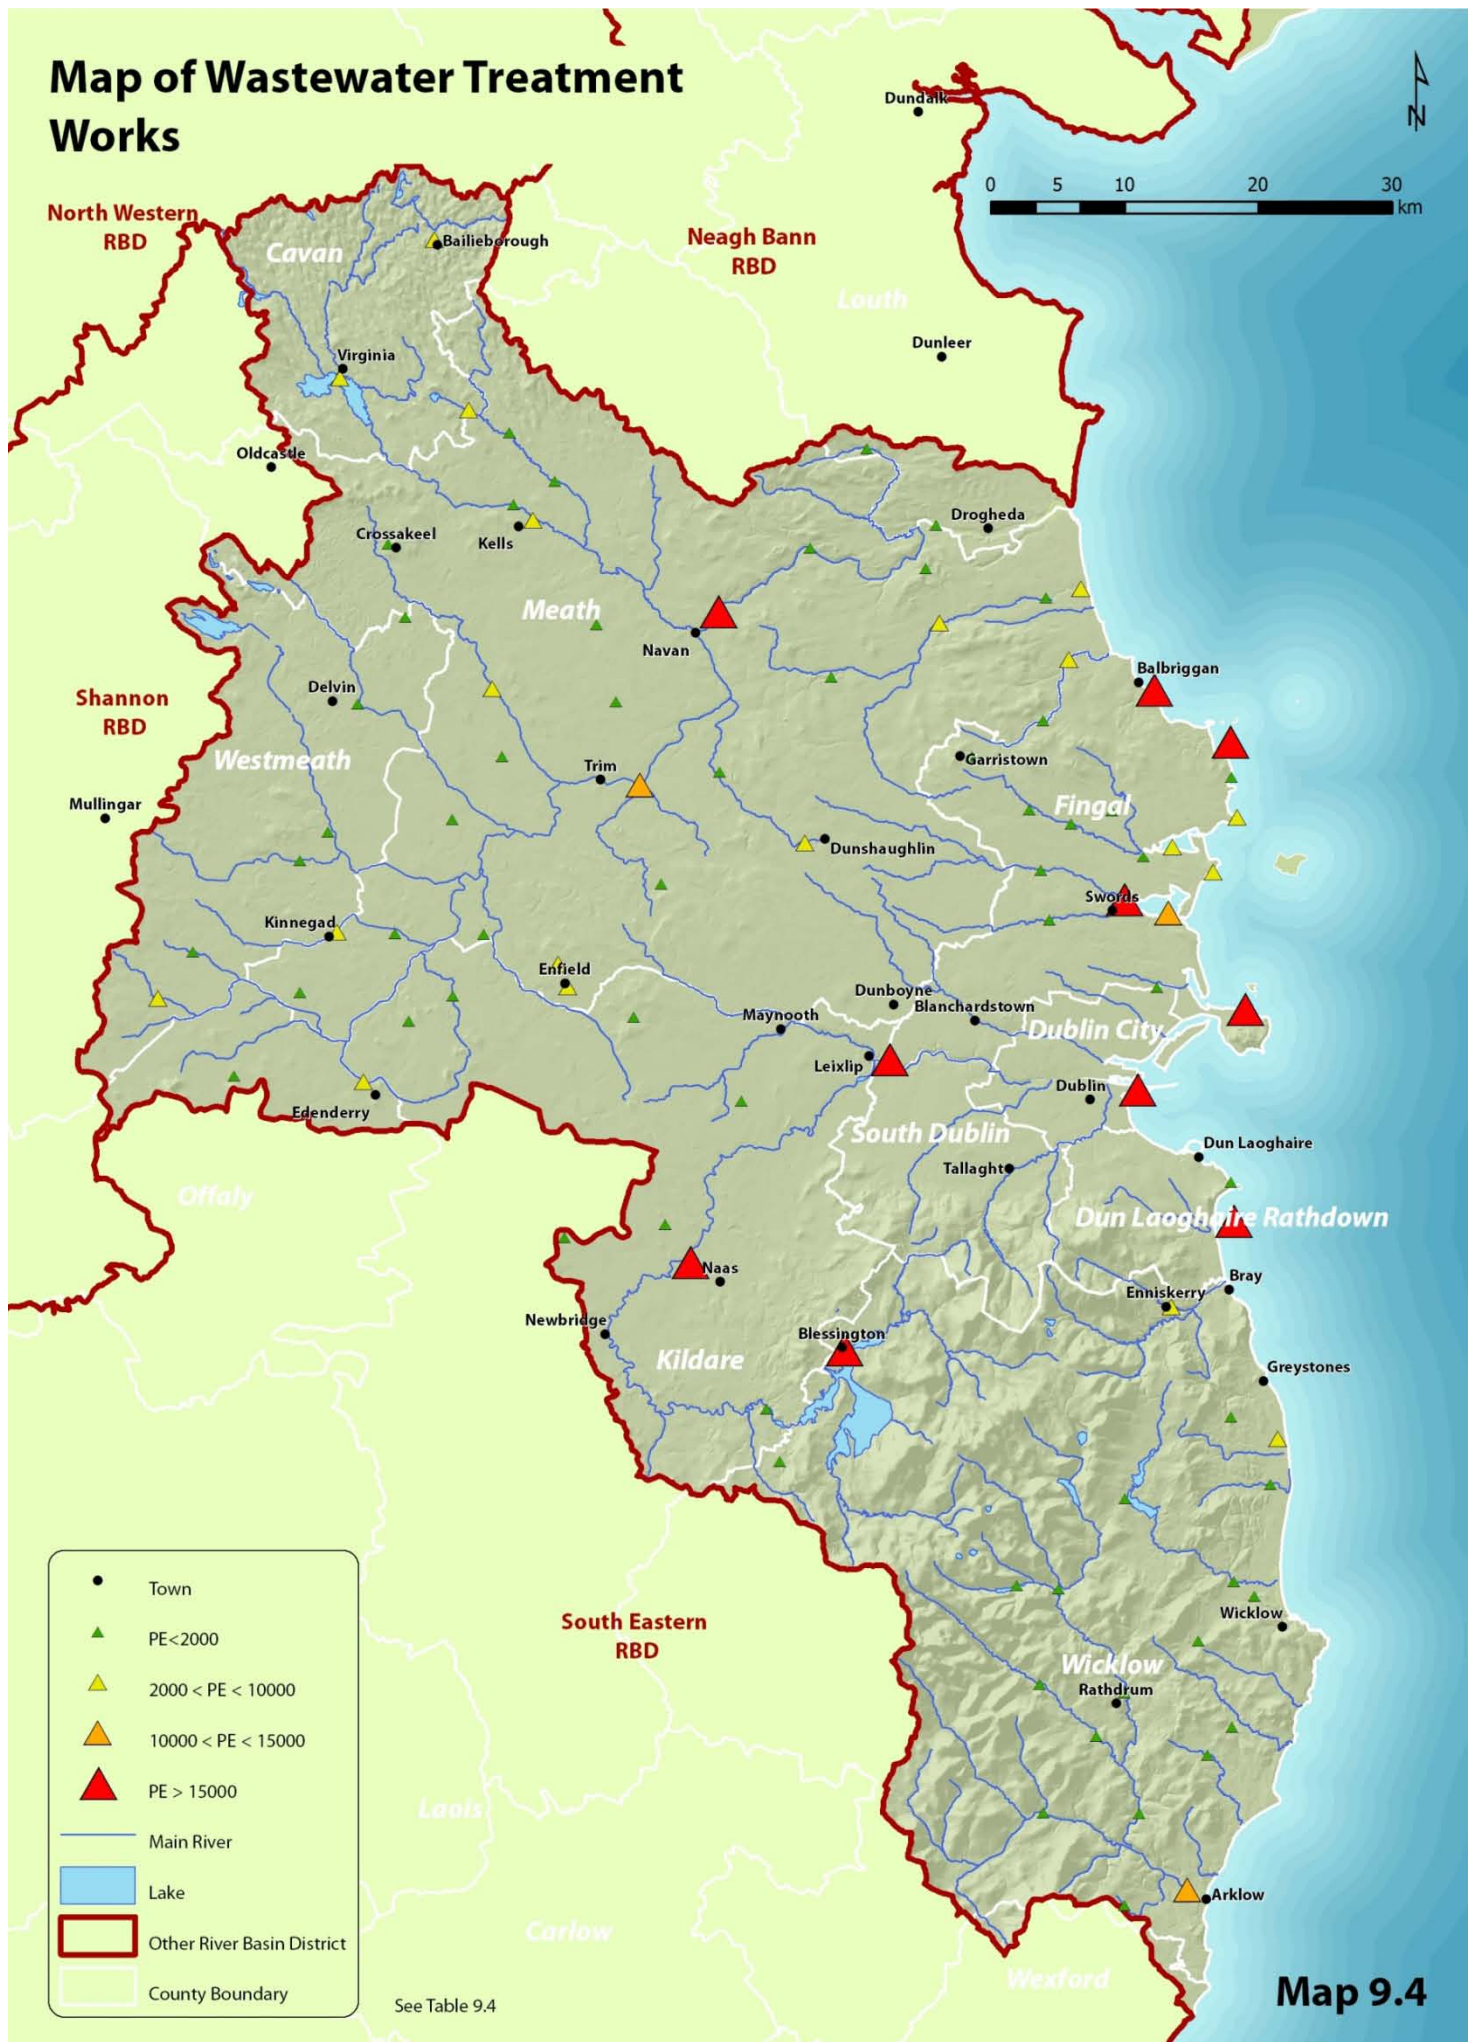 Map of Wastewater Treatment
Works
Dundalk
N
0 5 10 20 30
km
North Western
RBD
Cavan
Bailieborough
Neagh Bann
RBD
Louth
Dunleer
Virginia
Oldcastle
Drogheda
Crossakeel
Kells
Meath
Navan
Balbriggan
Shannon
RBD
Delvin
Westmeath
Trim
Garristown
Mullingar
Fingal
Dunshaughlin
Swords
Kinnegad
Enfield
Dunboyne
Blanchardstown
Maynooth
Dublin City
Leixlip
Dublin
Edenderry
South Dublin
Dun Laoghaire
Tallaght
Offaly
Dun Laoghaire Rathdown
Naas
Bray
Enniskerry
Newbridge
Blessington
Kildare
Greystones
South Eastern
RBD
Wicklow
Wicklow
Rathdrum
Laois
Arklow
Carlow
Wexford
Town
PE<2000
2000 < PE < 10000
10000 < PE < 15000
PE > 15000
Main River
Lake
Other River Basin District
County Boundary
See Table 9.4
Map 9.4